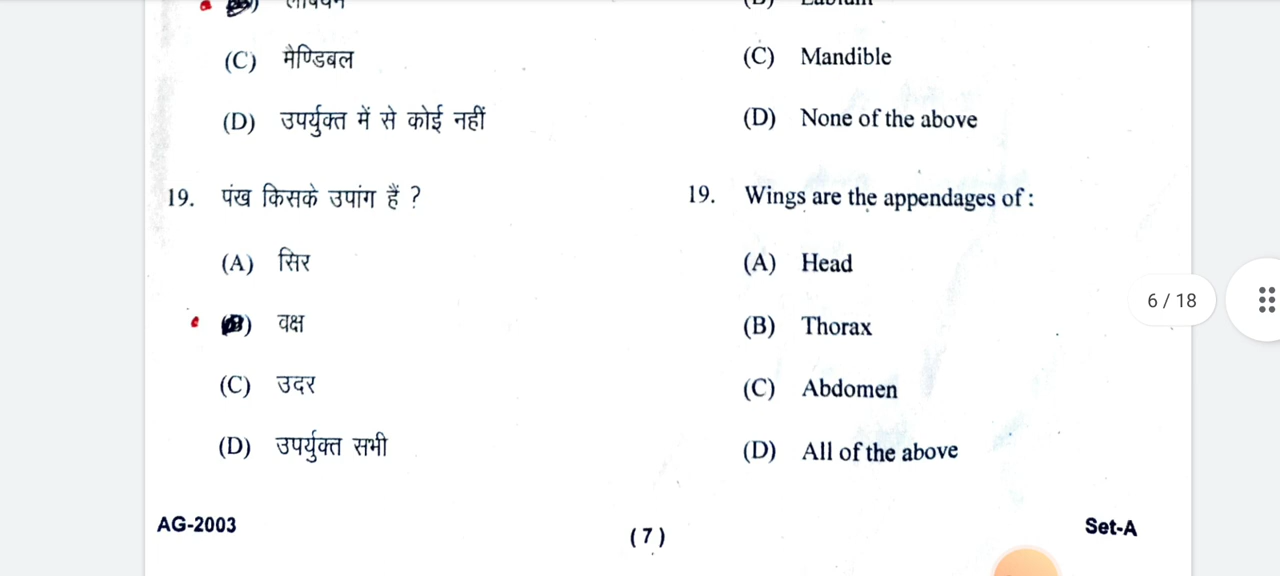 (C) मैण्डिबल
(D) उपर्युक्त में से कोई नहीं
19. पंख किसके उपांग हैं ?
(A) सिर
(B) वक्ष
(C) उदर
(D) उपर्युक्त सभी
(B) Labium
(C) Mandible
(D) None of the above
19. Wings are the appendages of :
(A) Head
(B) Thorax
(C) Abdomen
(D) All of the above
6 / 18
AG-2003
( 7 )
Set-A